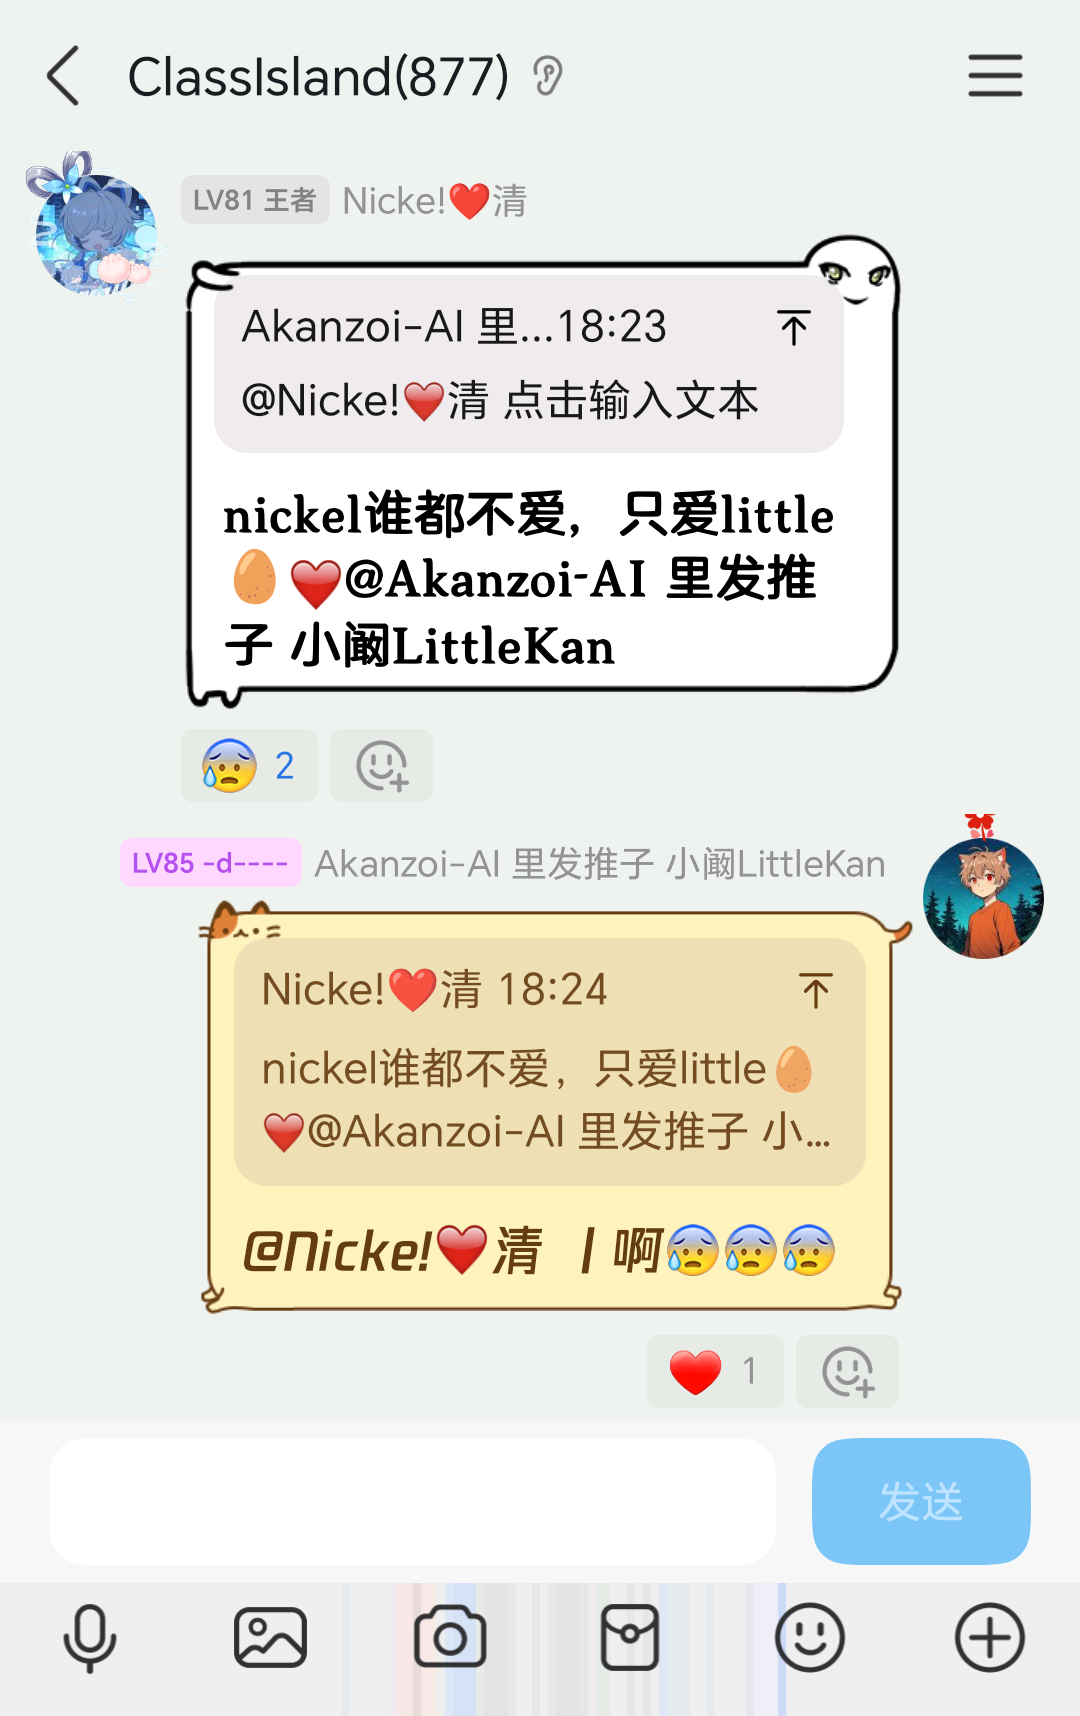 ClassIsland(877)
LV81 王者 Nicke!❤️清
Akanzoi-AI 里...18:23
@Nicke!❤️清 点击输入文本
nickel谁都不爱，只爱little
🥚❤️@Akanzoi-AI 里发推
子 小阚LittleKan
😰 2
LV85 -d---- Akanzoi-AI 里发推子 小阚LittleKan
Nicke!❤️清 18:24
nickel谁都不爱，只爱little🥚
❤️@Akanzoi-AI 里发推子 小...
@Nicke!❤️清 丨啊😰😰😰
❤️ 1
发送